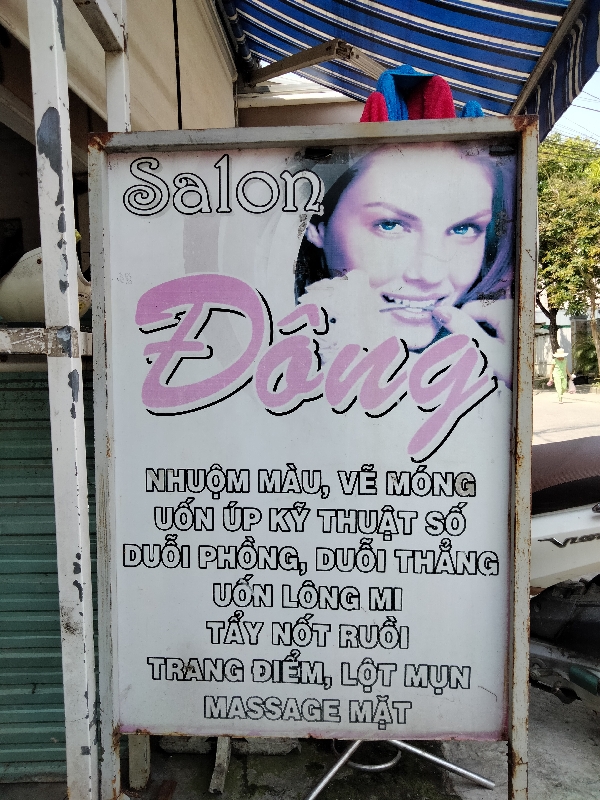 Salon
Đông
NHUỘM MÀU, VẼ MÓNG
UỐN ÚP KỸ THUẬT SỐ
DUỖI PHỒNG, DUỖI THẲNG
UỐN LÔNG MI
TẨY NỐT RUỒI
TRANG ĐIỂM, LỘT MỤN
MASSAGE MẶT